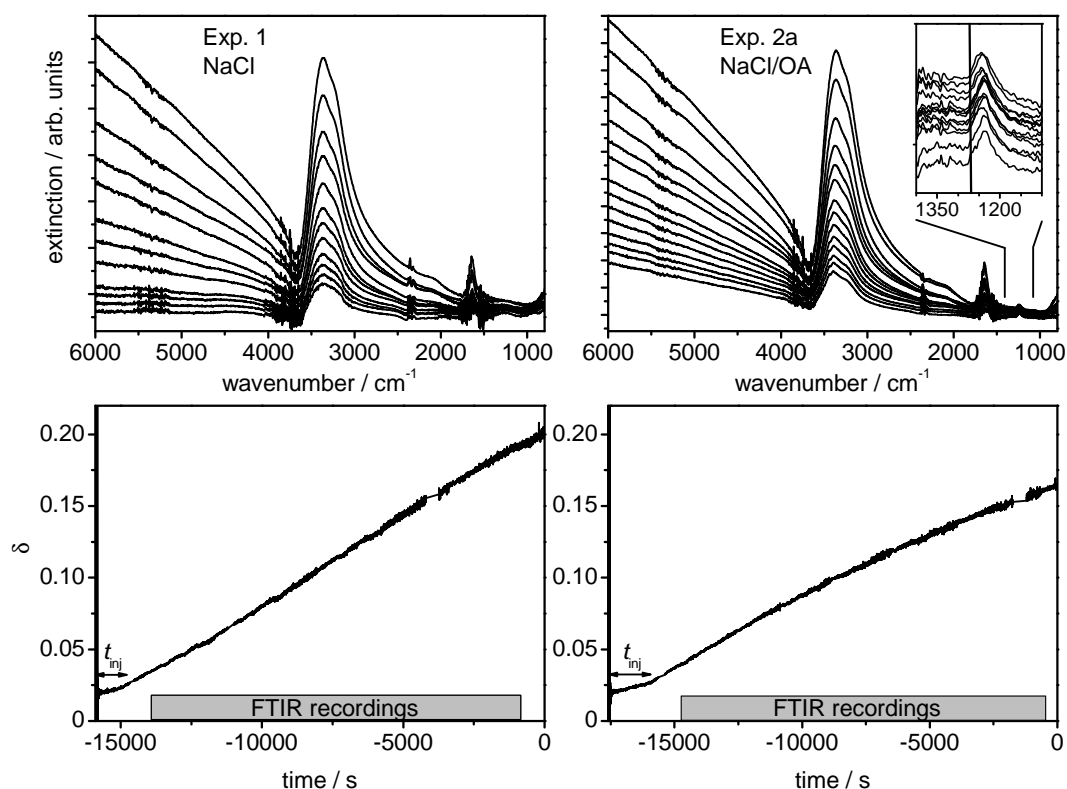 Exp. 1
NaCl
extinction / arb. units
6000 5000 4000 3000 2000 1000
wavenumber / cm-1
Exp. 2a
NaCl/OA
1350 1200
6000 5000 4000 3000 2000 1000
wavenumber / cm-1
0.20
0.15
0.10
0.05
0
δ
tinj
FTIR recordings
-15000 -10000 -5000 0
time / s
0.20
0.15
0.10
0.05
0
tinj
FTIR recordings
-15000 -10000 -5000 0
time / s